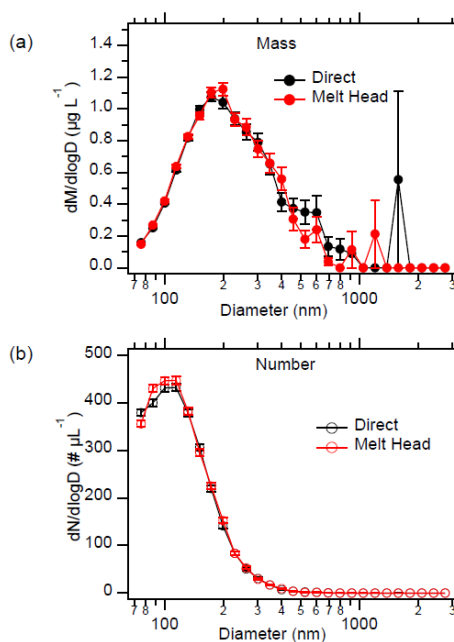 (a)
Mass
Direct
Melt Head
dM/dlogD (µg L⁻¹)
1.4
1.2
1.0
0.8
0.6
0.4
0.2
0.0
7 8 100 2 3 4 5 6 8 1000 2 3
Diameter (nm)
(b)
Number
Direct
Melt Head
dN/dlogD (# µL⁻¹)
500
400
300
200
100
0
7 8 100 2 3 4 5 6 8 1000 2 3
Diameter (nm)